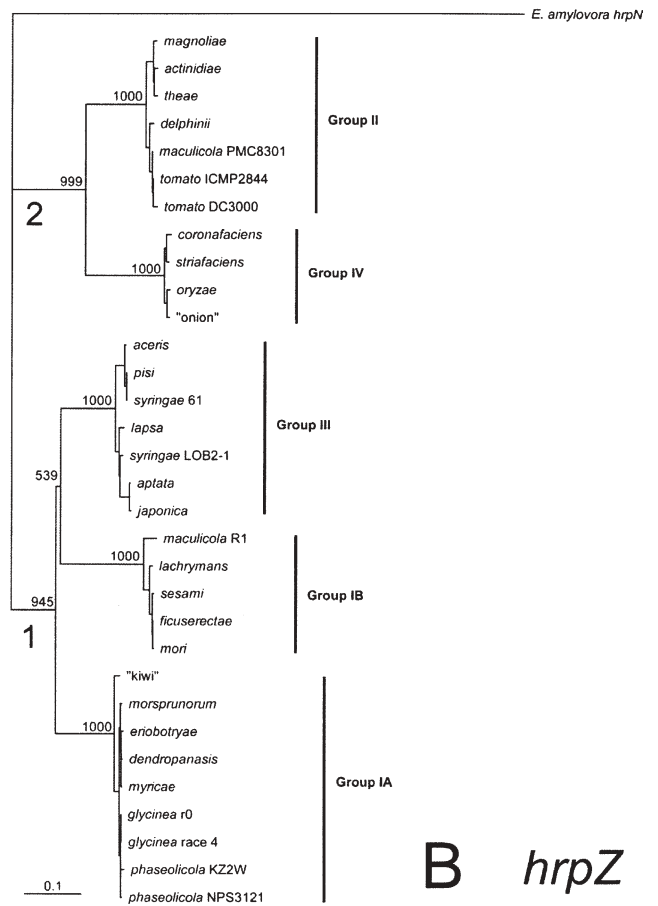 E. amylovora hrpN
magnoliae
actinidiae
theae
1000
Group II
delphinii
maculicola PMC8301
tomato ICMP2844
999
tomato DC3000
2
coronafaciens
striafaciens
1000
Group IV
oryzae
"onion"
aceris
pisi
syringae 61
1000
Group III
lapsa
syringae LOB2-1
539
aptata
japonica
maculicola R1
1000
lachrymans
sesami
Group IB
945
ficuserectae
1
mori
"kiwi"
morsprunorum
1000
eriobotryae
dendropanasis
Group IA
myricae
glycinea r0
glycinea race 4
phaseolicola KZ2W
phaseolicola NPS3121
0.1
B hrpZ